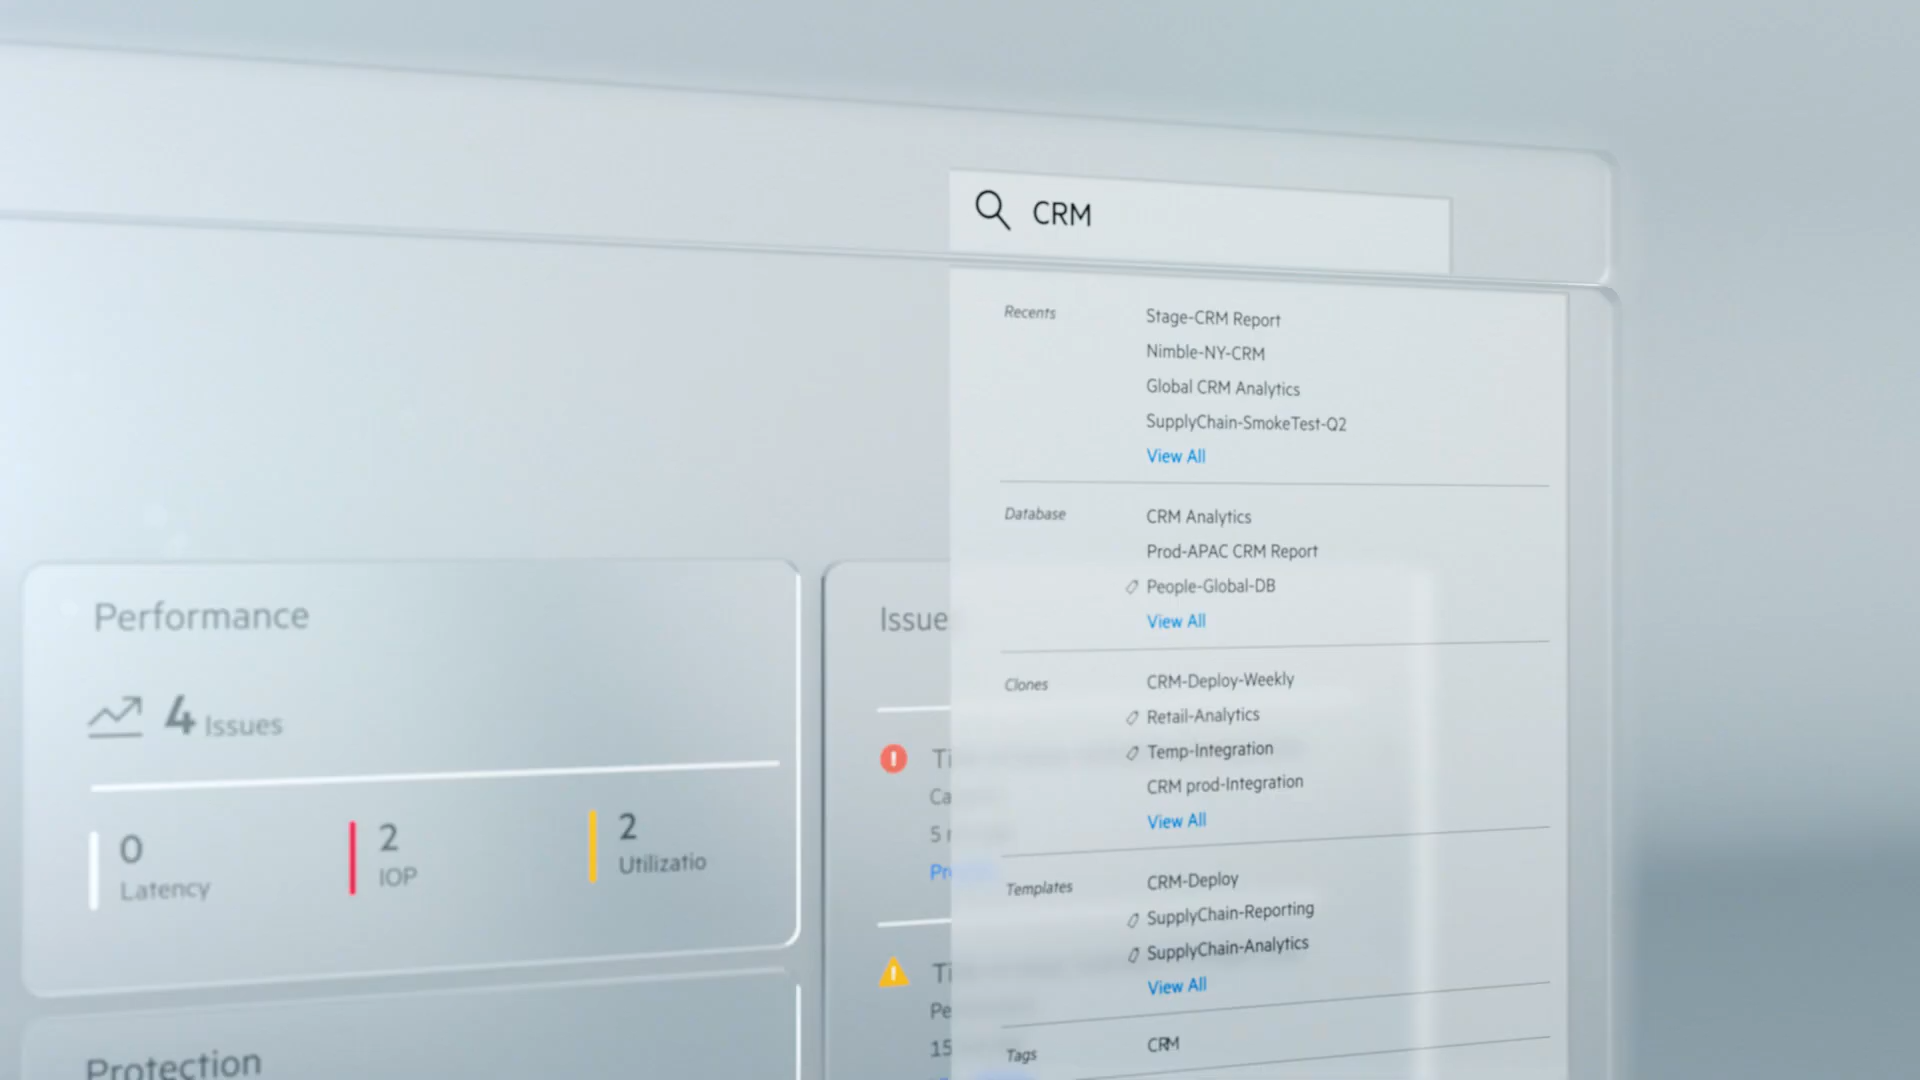 CRM
Recents
Stage-CRM Report
Nimble-NY-CRM
Global CRM Analytics
SupplyChain-SmokeTest-Q2
View All
Database
CRM Analytics
Prod-APAC CRM Report
People-Global-DB
View All
Clones
CRM-Deploy-Weekly
Retail-Analytics
Temp-Integration
CRM prod-Integration
View All
Templates
CRM-Deploy
SupplyChain-Reporting
SupplyChain-Analytics
View All
Tags
CRM
Performance
4 Issues
0
Latency
2
IOP
2
Utilizatio
Protection
Issue
5
15